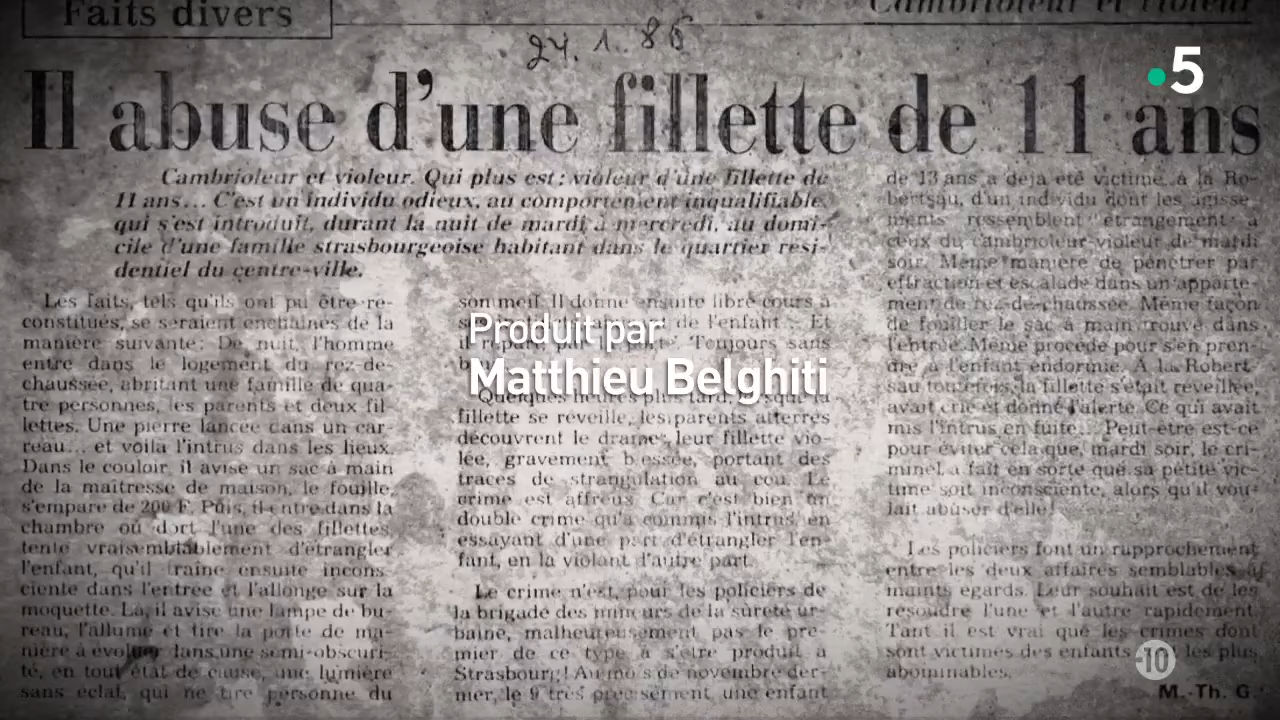 Faits divers
Cambrioleur et violeur
24. 1. 86
5
Il abuse d'une fillette de 11 ans
Cambrioleur et violeur. Qui plus est : violeur d'une fillette de
11 ans... C'est un individu odieux, au comportement inqualifiable,
qui s'est introduit, durant la nuit de mardi à mercredi, au domi-
cile d'une famille strasbourgeoise habitant dans le quartier rési-
dentiel du centre-ville.
Les faits, tels qu'ils ont pu être re-
constitués, se seraient enchaînés de la
manière suivante : De nuit, l'homme
entre dans le logement du rez-de-
chaussée, abritant une famille de qua-
tre personnes, les parents et deux fil-
lettes. Une pierre lancée dans un car-
reau... et voilà l'intrus dans les lieux.
Dans le couloir, il avise un sac à main
de la maîtresse de maison, le fouille,
s'empare de 200 F. Puis, il entre dans la
chambre où dort l'une des fillettes,
tente vraisemblablement d'étrangler
l'enfant, qu'il traîne ensuite incons-
ciente dans l'entrée et l'allonge sur la
moquette. Là, il avise une lampe de bu-
reau, l'allume et tire la porte de ma-
nière à évoluer dans une semi-obscuri-
té, en tout état de cause, une lumière
sans éclat, qui ne tire personne du
sommeil. Il donne ensuite libre cours à
de l'enfant... Et
Toujours sans
Produit par
Matthieu Belghiti
Quelques heures plus tard, lorsque la
fillette se réveille, les parents atterrés
découvrent le drame, leur fillette vio-
lée, gravement blessée, portant des
traces de strangulation au cou. Le
crime est affreux. Car c'est bien un
double crime qu'a commis l'intrus, en
essayant d'une part d'étrangler l'en-
fant, en la violant d'autre part.
Le crime n'est, pour les policiers de
la brigade des mineurs de la sûreté ur-
baine, malheureusement pas le pre-
mier de ce type à s'être produit à
Strasbourg ! Au mois de novembre der-
nier, le 9 très précisément, une enfant
de 13 ans a déjà été victime, à la Ro-
bertsau, d'un individu dont les agisse-
ments ressemblent étrangement à
ceux du cambrioleur-violeur de mardi
soir. Même manière de pénétrer par
effraction et escalade dans un apparte-
ment de rez-de-chaussée. Même façon
de fouiller le sac à main trouvé dans
l'entrée. Même procédé pour s'en pren-
dre à l'enfant endormie. A la Robert-
sau toutefois, la fillette s'était réveillée,
avait crié et donné l'alerte. Ce qui avait
mis l'intrus en fuite... Peut-être est-ce
pour éviter cela que, mardi soir, le cri-
minel a fait en sorte que sa petite vic-
time soit inconsciente, alors qu'il vou-
lait abuser d'elle !
Les policiers font un rapprochement
entre les deux affaires semblables à
maints égards. Leur souhait est de les
résoudre l'une et l'autre rapidement.
Tant il est vrai que les crimes dont
sont victimes des enfants les plus
abominables.
-10
M.-Th. G.